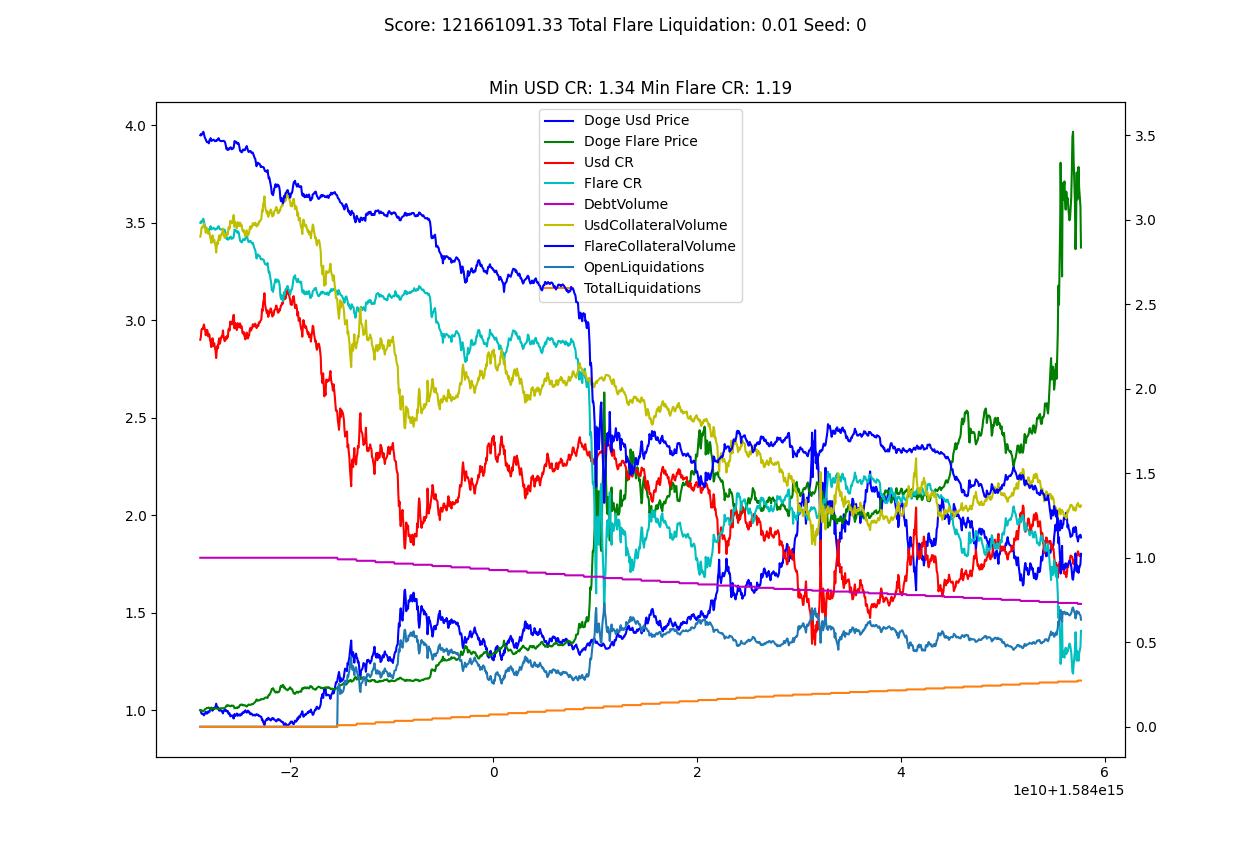 Score: 121661091.33 Total Flare Liquidation: 0.01 Seed: 0
Min USD CR: 1.34 Min Flare CR: 1.19
Doge Usd Price
Doge Flare Price
Usd CR
Flare CR
DebtVolume
UsdCollateralVolume
FlareCollateralVolume
OpenLiquidations
TotalLiquidations
4.0
3.5
3.0
2.5
2.0
1.5
1.0
3.5
3.0
2.5
2.0
1.5
1.0
0.5
0.0
−2 0 2 4 6
1e10+1.584e15